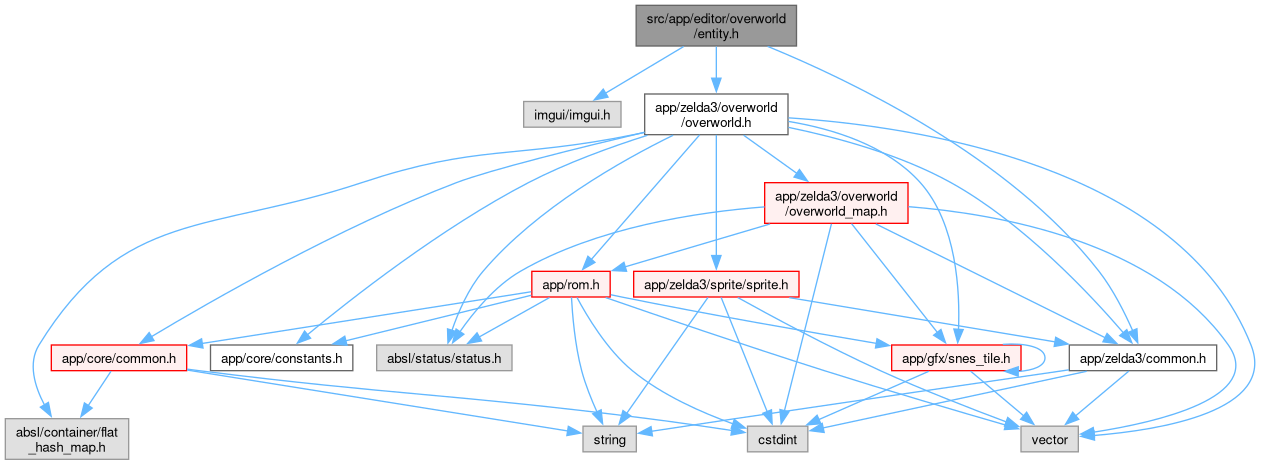 src/app/editor/overworld
/entity.h
imgui/imgui.h
app/zelda3/overworld
/overworld.h
app/zelda3/overworld
/overworld_map.h
app/rom.h
app/zelda3/sprite/sprite.h
app/core/common.h
app/core/constants.h
absl/status/status.h
app/gfx/snes_tile.h
app/zelda3/common.h
absl/container/flat
_hash_map.h
string
cstdint
vector